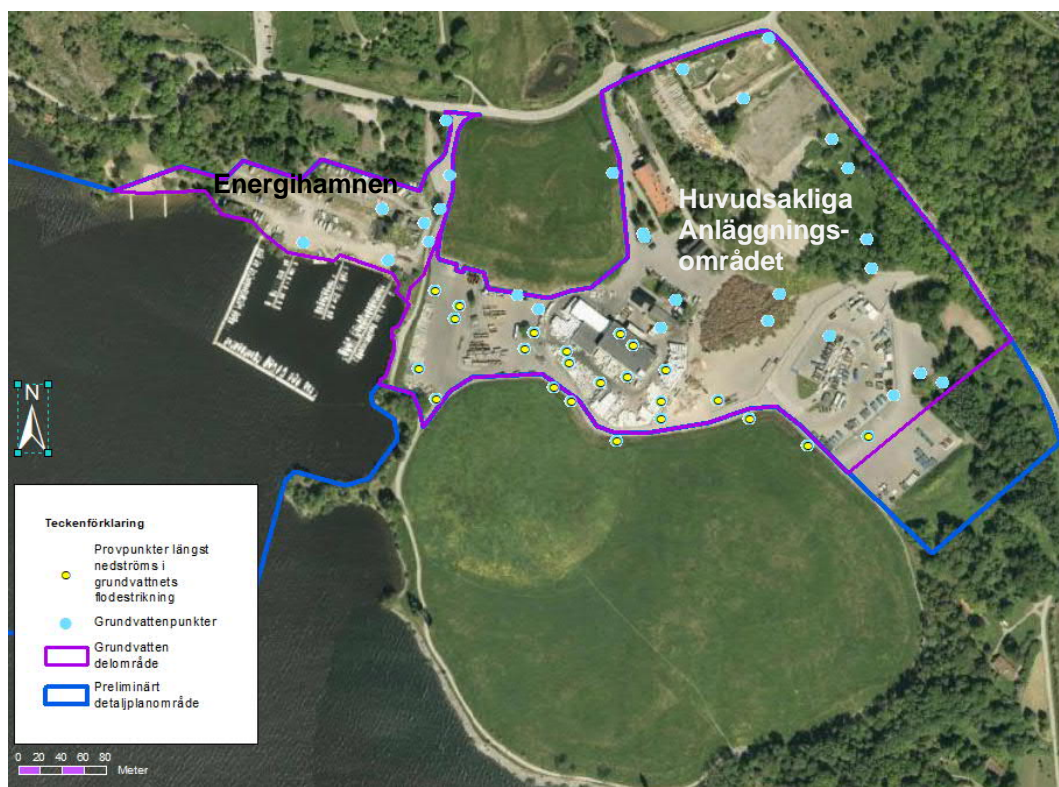 Energihamnen
Huvudsakliga
Anläggnings-
området
N
Teckenförklaring
Provpunkter längst
nedströms i
grundvattnets
flödesriktning
Grundvattenpunkter
Grundvatten
delområde
Preliminärt
detaljplanområde
0 20 40 60 80
Meter